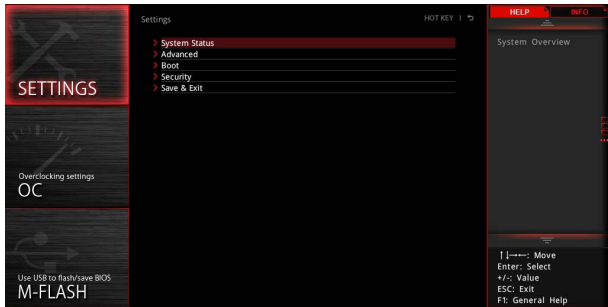 Settings
HOT KEY |
HELP
INFO
System Status
Advanced
Boot
Security
Save & Exit
System Overview
SETTINGS
Overclocking settings
OC
Use USB to flash/save BIOS
M-FLASH
↑↓→←: Move
Enter: Select
+/-: Value
ESC: Exit
F1: General Help